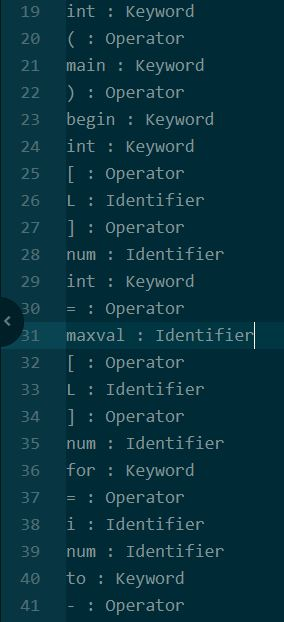 19 int : Keyword
20 ( : Operator
21 main : Keyword
22 ) : Operator
23 begin : Keyword
24 int : Keyword
25 [ : Operator
26 L : Identifier
27 ] : Operator
28 num : Identifier
29 int : Keyword
30 = : Operator
31 maxval : Identifier
32 [ : Operator
33 L : Identifier
34 ] : Operator
35 num : Identifier
36 for : Keyword
37 = : Operator
38 i : Identifier
39 num : Identifier
40 to : Keyword
41 - : Operator